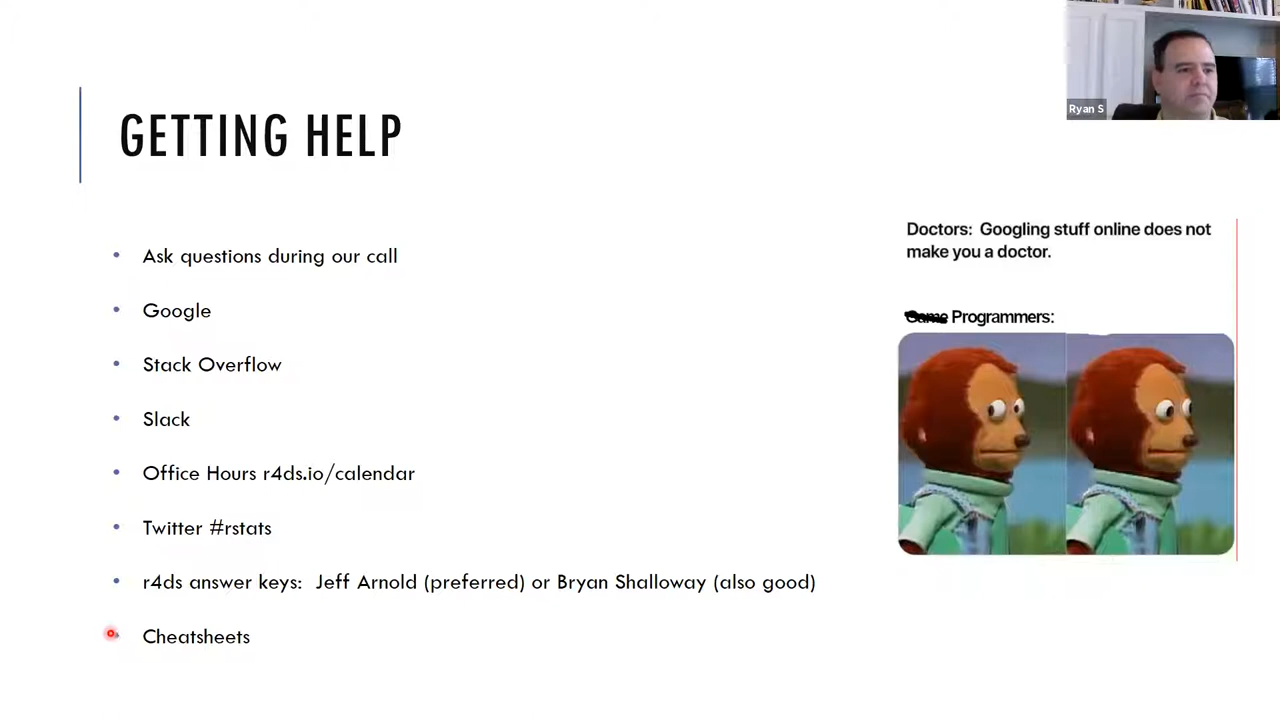 Ryan S
GETTING HELP
Doctors: Googling stuff online does not
make you a doctor.
Programmers:
• Ask questions during our call
• Google
• Stack Overflow
• Slack
• Office Hours r4ds.io/calendar
• Twitter #rstats
• r4ds answer keys: Jeff Arnold (preferred) or Bryan Shalloway (also good)
Cheatsheets